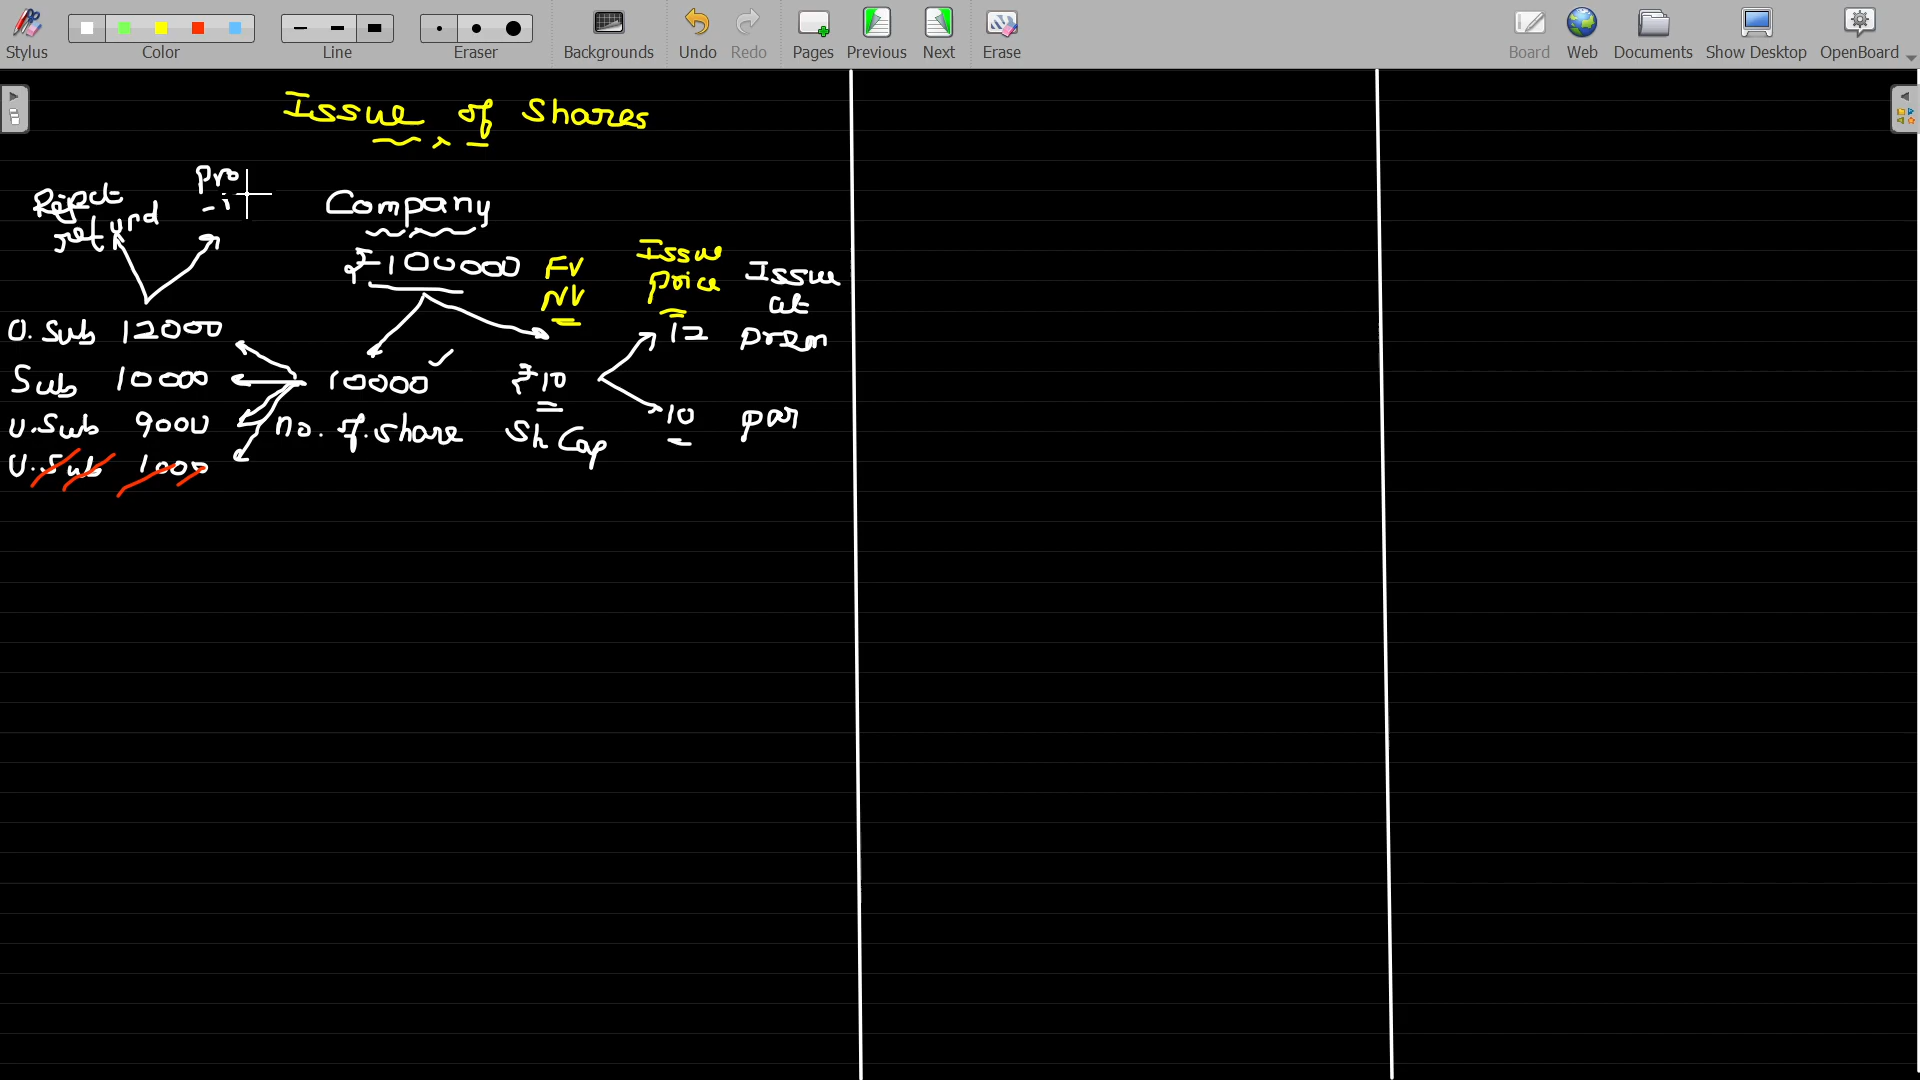 Stylus
Color
Line
Eraser
Backgrounds
Undo
Redo
Pages
Previous
Next
Erase
Board
Web
Documents
Show Desktop
OpenBoard
Issue of Shares
Reject
Pro
Company
₹100000
FV
NV
Issue
price
Issue
at
O. Sub 12000
12 prem
Sub 10000
10000
₹10
10 par
U. Sub 9000
no. of. share
Sh Cap
U. Sub 1000